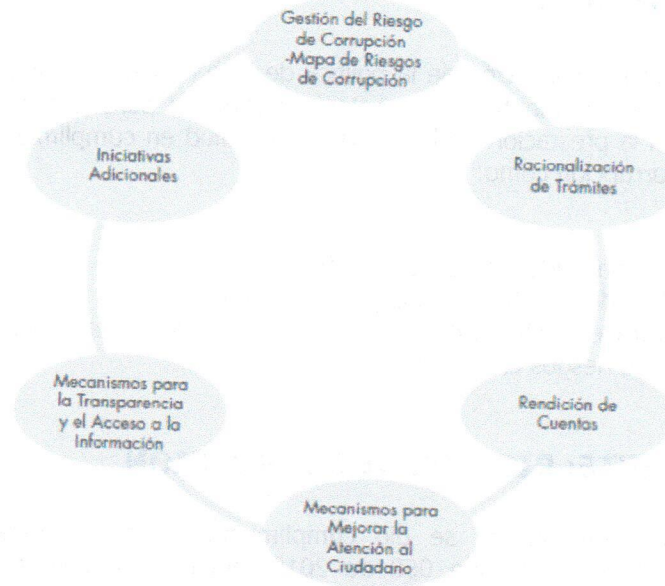 Gestión del Riesgo
de Corrupción
-Mapa de Riesgos
de Corrupción
Racionalización
de Trámites
Rendición de
Cuentas
Mecanismos para
Mejorar la
Atención al
Ciudadano
Mecanismos para
la Transparencia
y el Acceso a la
Información
Iniciativas
Adicionales